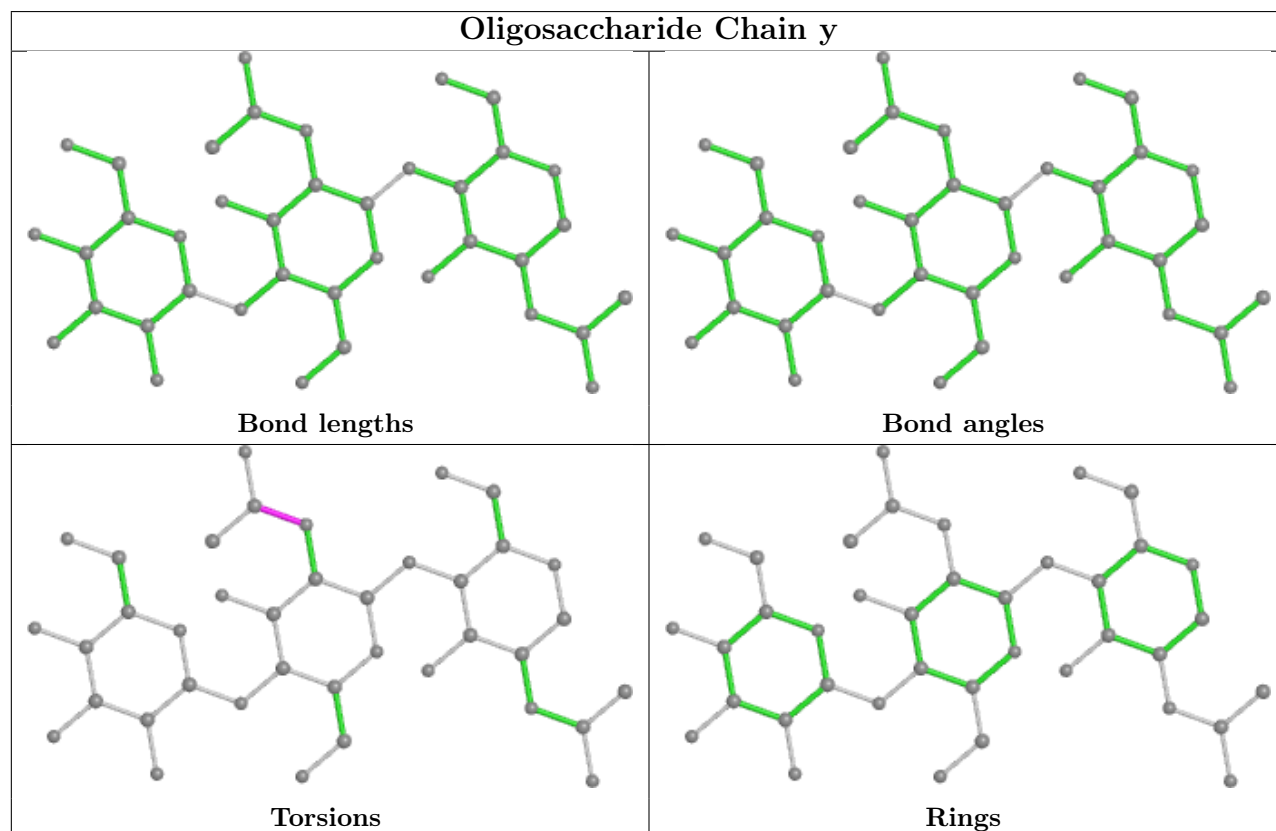 Oligosaccharide Chain y
Bond lengths
Bond angles
Torsions
Rings